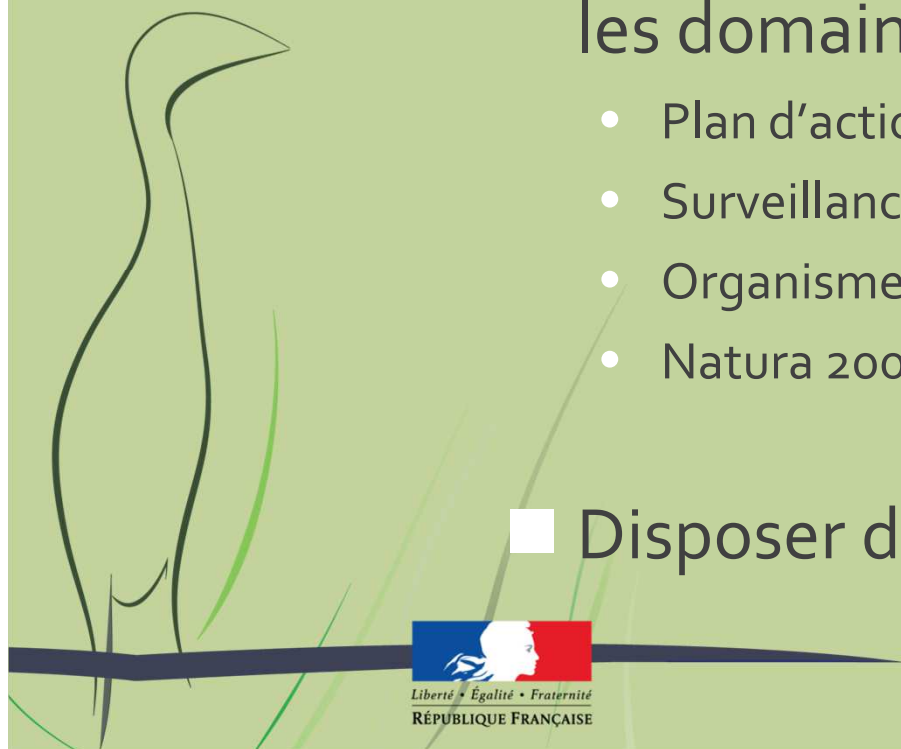 les domain
• Plan d’actio
• Surveillanc
• Organisme
• Natura 200
Disposer d
Liberté • Égalité • Fraternité
RÉPUBLIQUE FRANÇAISE